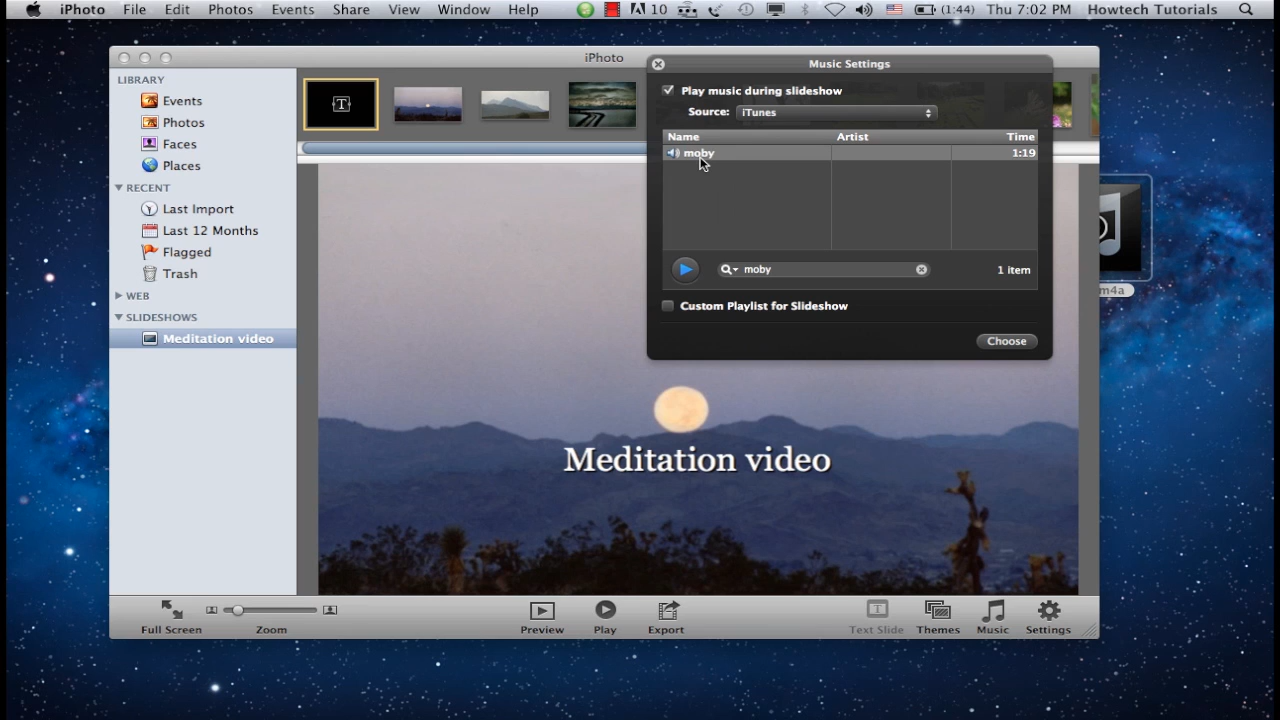 iPhoto File Edit Photos Events Share View Window Help 10 (1:44) Thu 7:02 PM Howtech Tutorials
iPhoto
Music Settings
LIBRARY
Events
Photos
Faces
Places
RECENT
Last Import
Last 12 Months
Flagged
Trash
WEB
SLIDESHOWS
Meditation video
T
Play music during slideshow
Source: iTunes
Name Artist Time
moby 1:19
moby 1 item
Custom Playlist for Slideshow
Choose
m4a
Meditation video
Full Screen Zoom Preview Play Export Text Slide Themes Music Settings